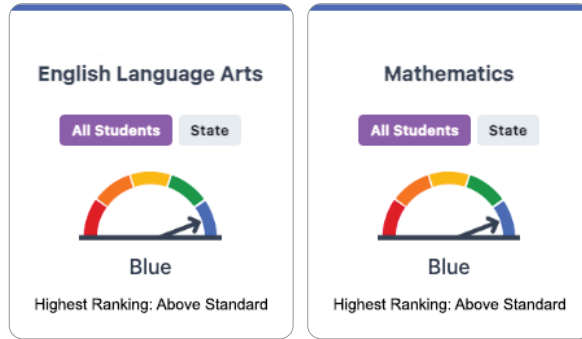 English Language Arts
All Students State
Blue
Highest Ranking: Above Standard
Mathematics
All Students State
Blue
Highest Ranking: Above Standard